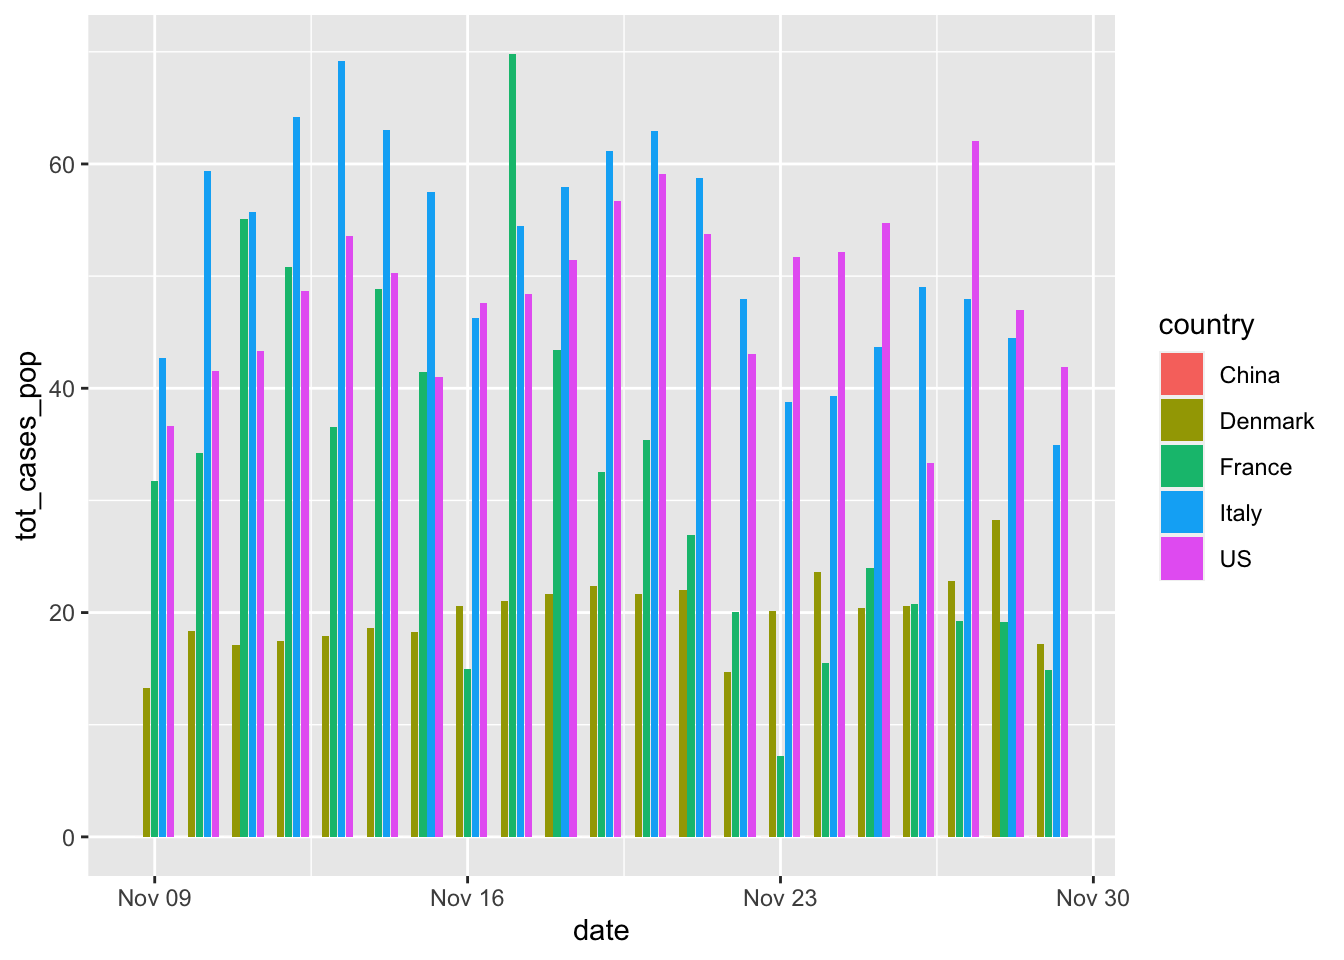 tot_cases_pop
60
40
20
0
Nov 09
Nov 16
Nov 23
Nov 30
date
country
China
Denmark
France
Italy
US